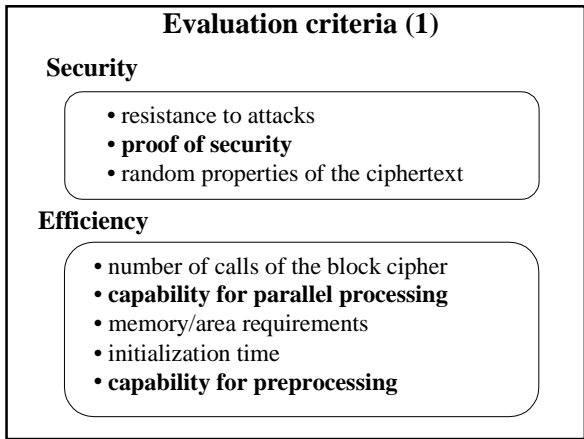 Evaluation criteria (1)
Security
• resistance to attacks
• proof of security
• random properties of the ciphertext
Efficiency
• number of calls of the block cipher
• capability for parallel processing
• memory/area requirements
• initialization time
• capability for preprocessing